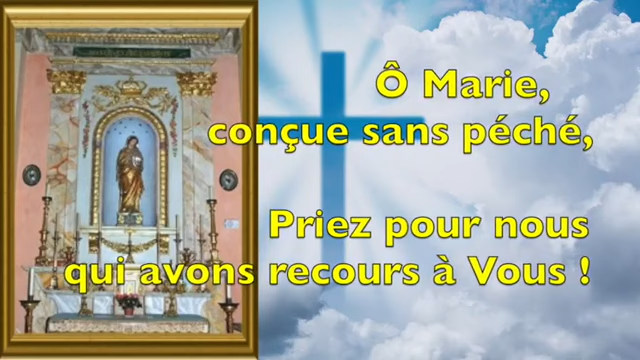 Ô Marie,
conçue sans péché,
Priez pour nous
qui avons recours à Vous !